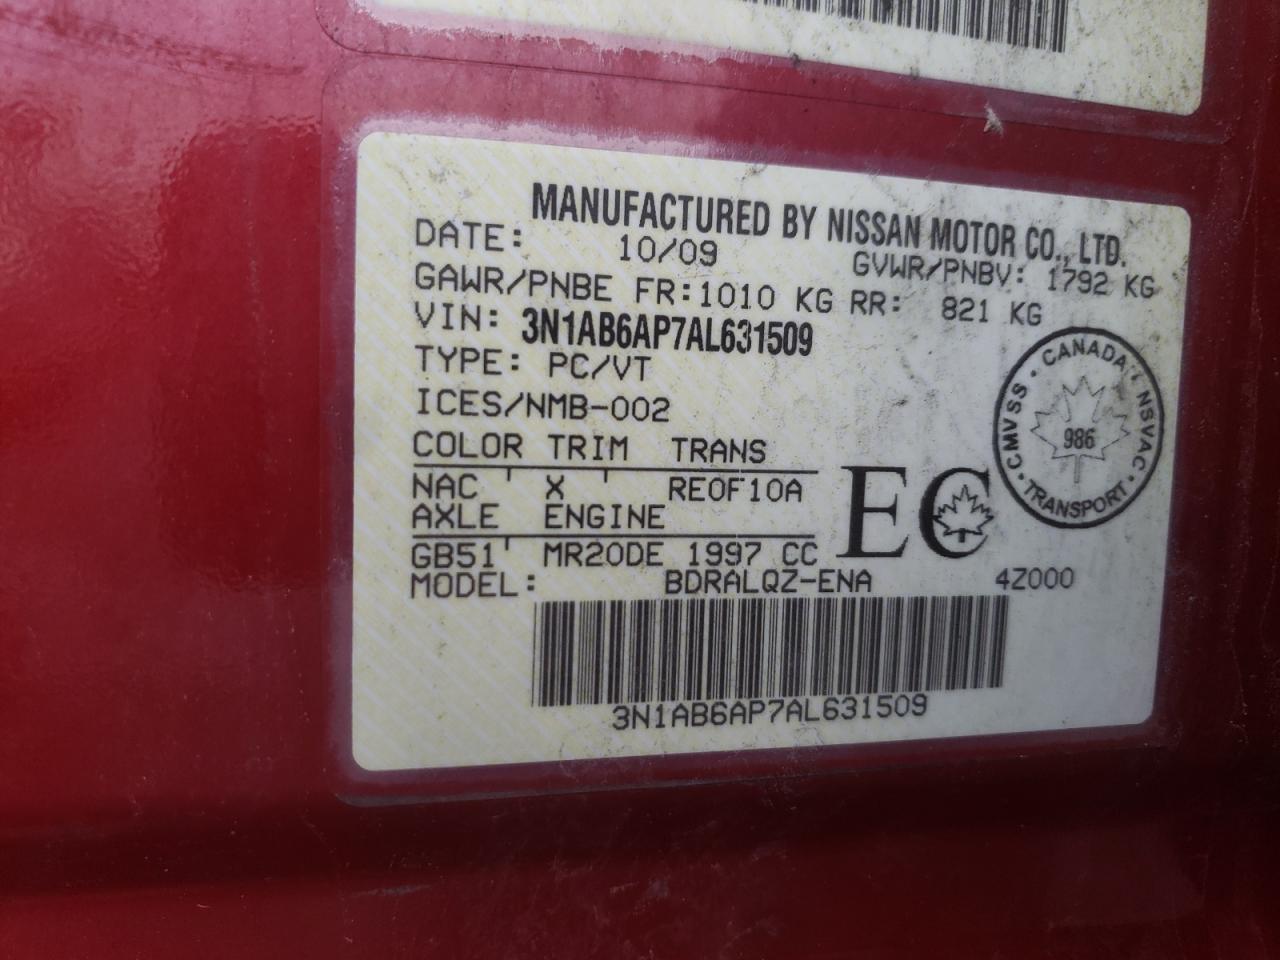 MANUFACTURED BY NISSAN MOTOR CO., LTD.
DATE: 10/09 GVWR/PNBV: 1792 KG
GAWR/PNBE FR:1010 KG RR: 821 KG
VIN: 3N1AB6AP7AL631509
TYPE: PC/VT
ICES/NMB-002
COLOR TRIM TRANS
NAC ' X ' RE0F10A
AXLE ENGINE
GB51' MR20DE 1997 CC
MODEL: BDRALQZ-ENA 4Z000
3N1AB6AP7AL631509
EC
CANADA · NSVAC · TRANSPORT · CMVSS ·
986